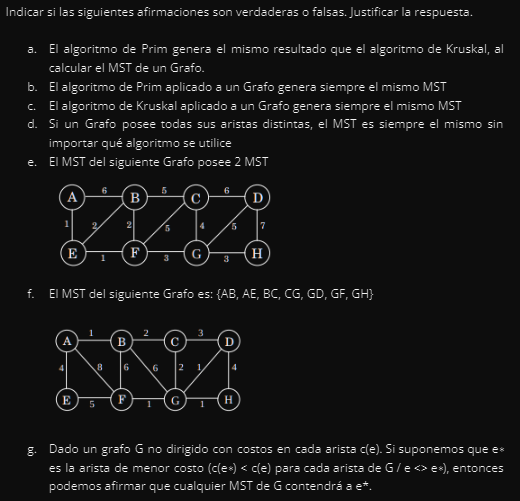 Indicar si las siguientes afirmaciones son verdaderas o falsas. Justificar la respuesta.
a. El algoritmo de Prim genera el mismo resultado que el algoritmo de Kruskal, al
calcular el MST de un Grafo.
b. El algoritmo de Prim aplicado a un Grafo genera siempre el mismo MST
c. El algoritmo de Kruskal aplicado a un Grafo genera siempre el mismo MST
d. Si un Grafo posee todas sus aristas distintas, el MST es siempre el mismo sin
importar qué algoritmo se utilice
e. El MST del siguiente Grafo posee 2 MST
6 5 6
A B C D
1 2 2 5 4 5 7
E F G H
1 3 3
f. El MST del siguiente Grafo es: {AB, AE, BC, CG, GD, GF, GH}
1 2 3
A B C D
4 8 6 6 2 1 4
E F G H
5 1 1
g. Dado un grafo G no dirigido con costos en cada arista c(e). Si suponemos que e*
es la arista de menor costo (c(e*) < c(e) para cada arista de G / e <> e*), entonces
podemos afirmar que cualquier MST de G contendrá a e*.